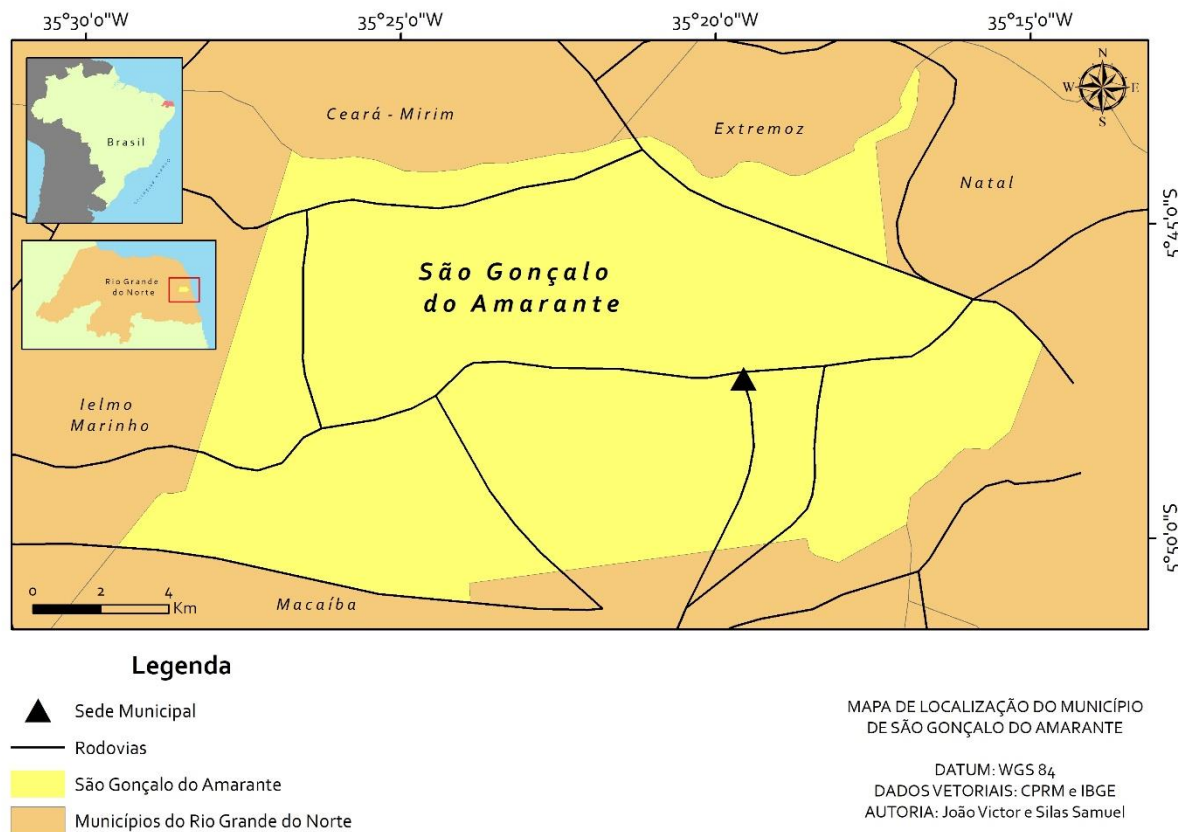 35°30'0"W
35°25'0"W
35°20'0"W
35°15'0"W
N
W
E
S
Brasil
Ceará - Mirim
Extremoz
Natal
5°45'0"S
Rio Grande
do Norte
São Gonçalo
do Amarante
Ielmo
Marinho
5°50'0"S
0 2 4
Km
Macaíba
Legenda
Sede Municipal
Rodovias
São Gonçalo do Amarante
Municípios do Rio Grande do Norte
MAPA DE LOCALIZAÇÃO DO MUNICÍPIO
DE SÃO GONÇALO DO AMARANTE
DATUM: WGS 84
DADOS VETORIAIS: CPRM e IBGE
AUTORIA: João Victor e Silas Samuel